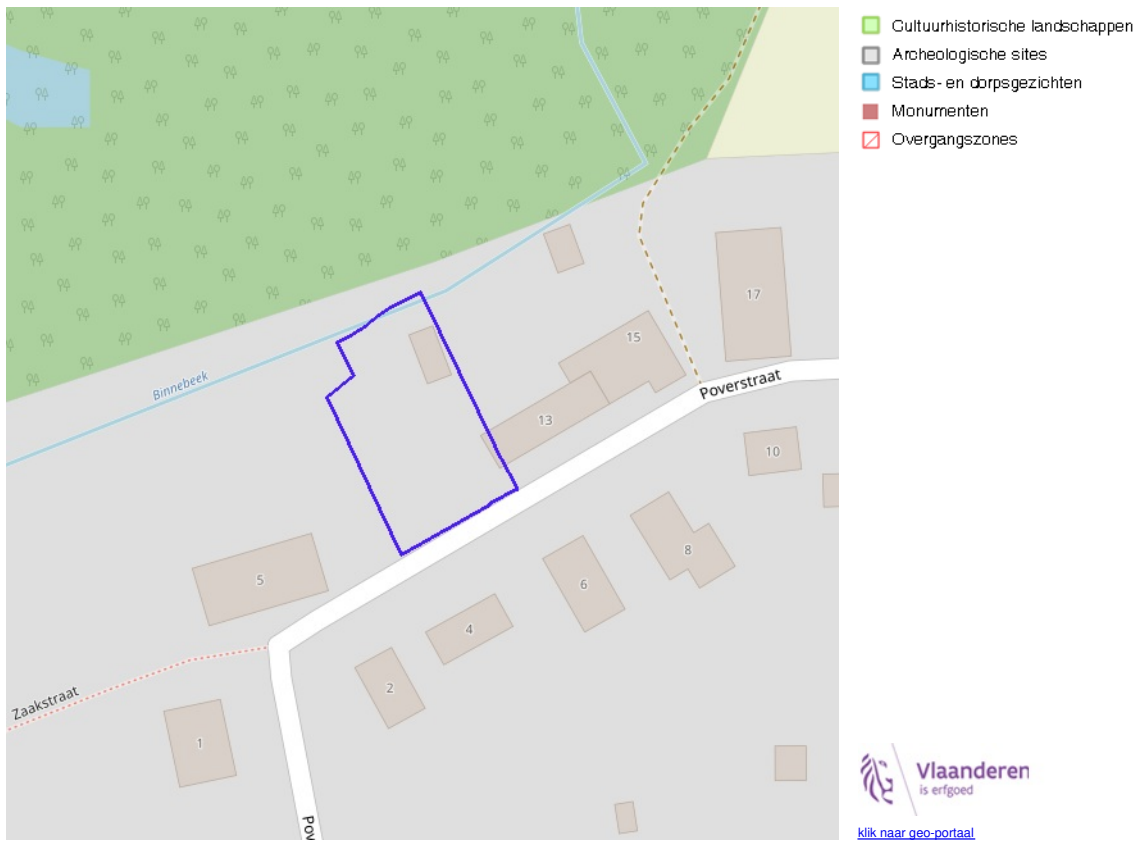 Cultuurhistorische landschappen
Archeologische sites
Stads- en dorpsgezichten
Monumenten
Overgangszones
17
15
Binnebeek
Poverstraat
13
10
8
5
6
4
2
Zaakstraat
1
Pov
Vlaanderen
is erfgoed
klik naar geo-portaal